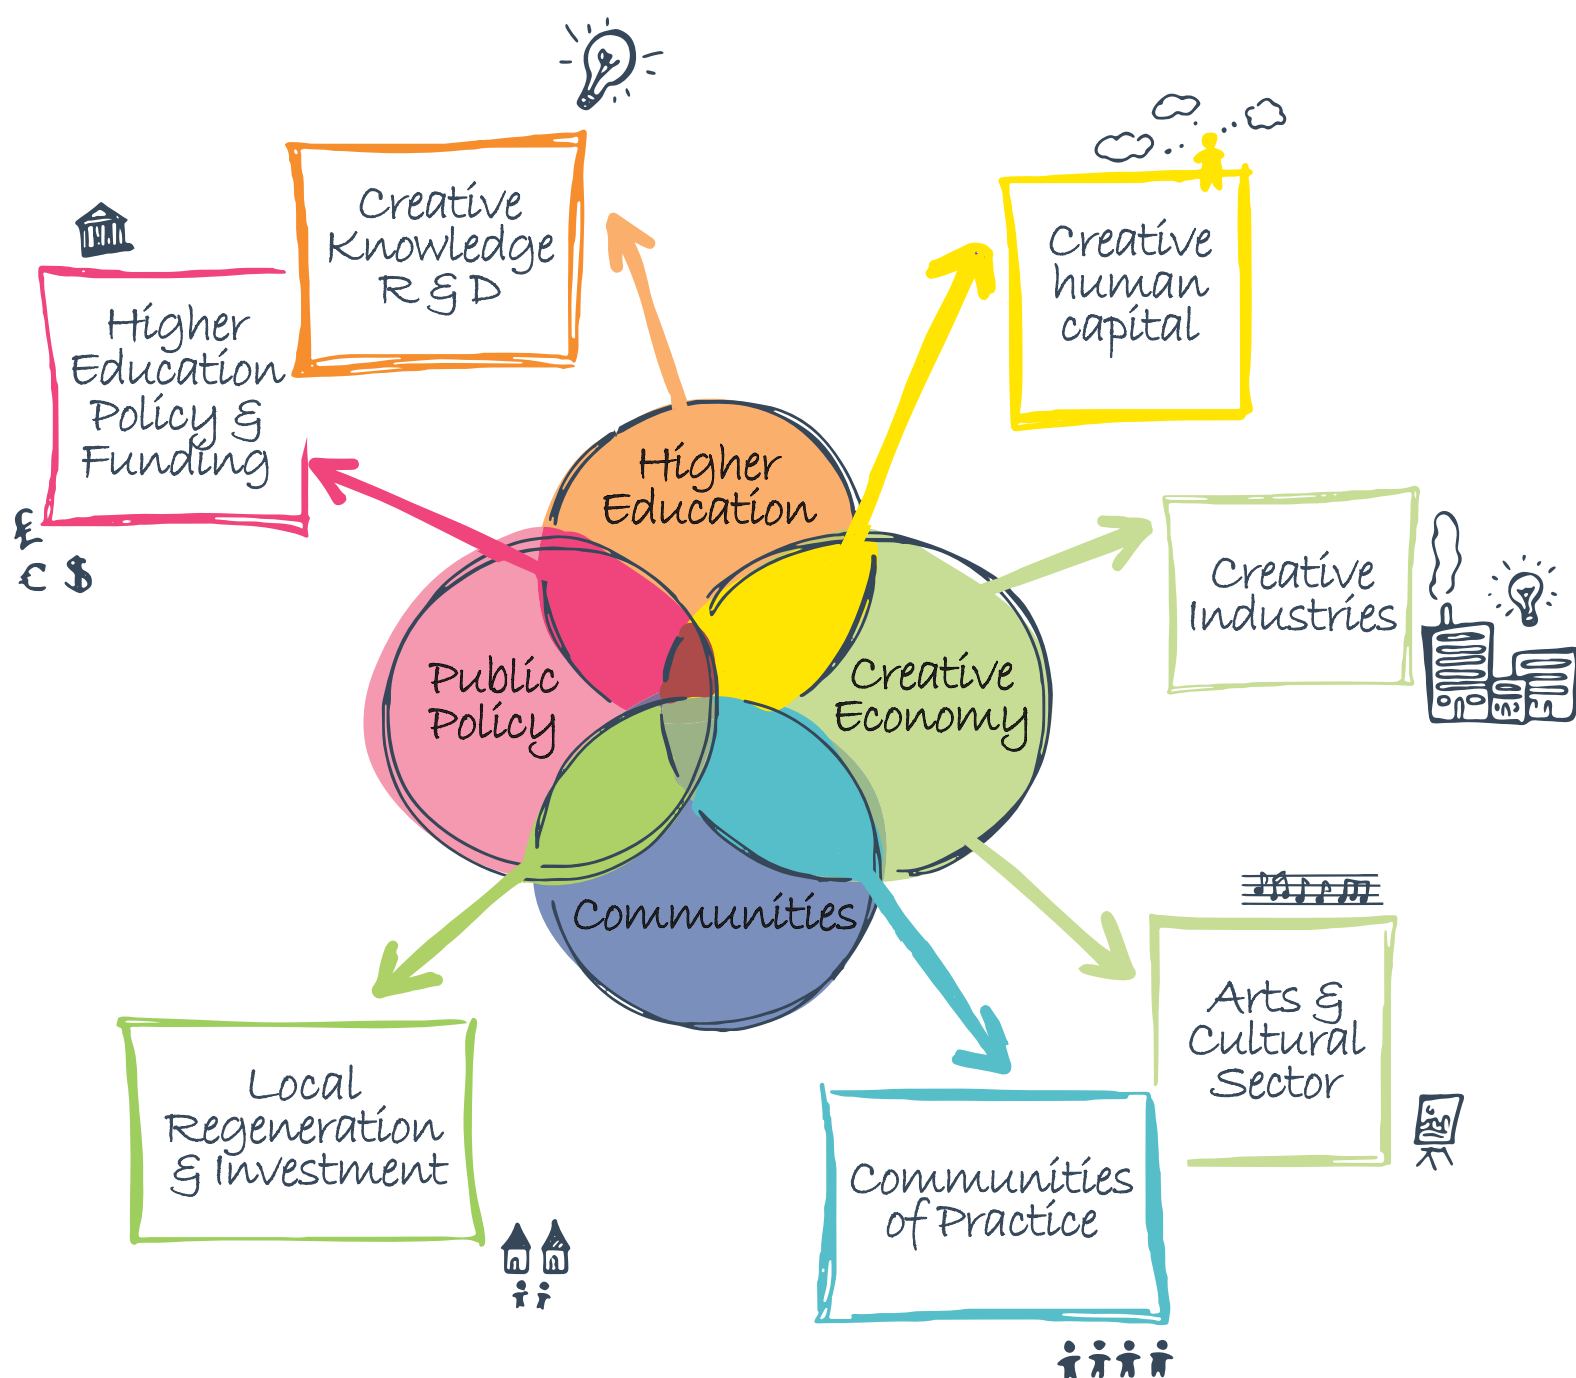 Creative
Knowledge
R & D
Higher
Education
Policy &
Funding
£
€ $
Creative
human
capital
Higher
Education
Creative
Industries
Public
Policy
Creative
Economy
Communities
Arts &
Cultural
Sector
Local
Regeneration
& Investment
Communities
of Practice